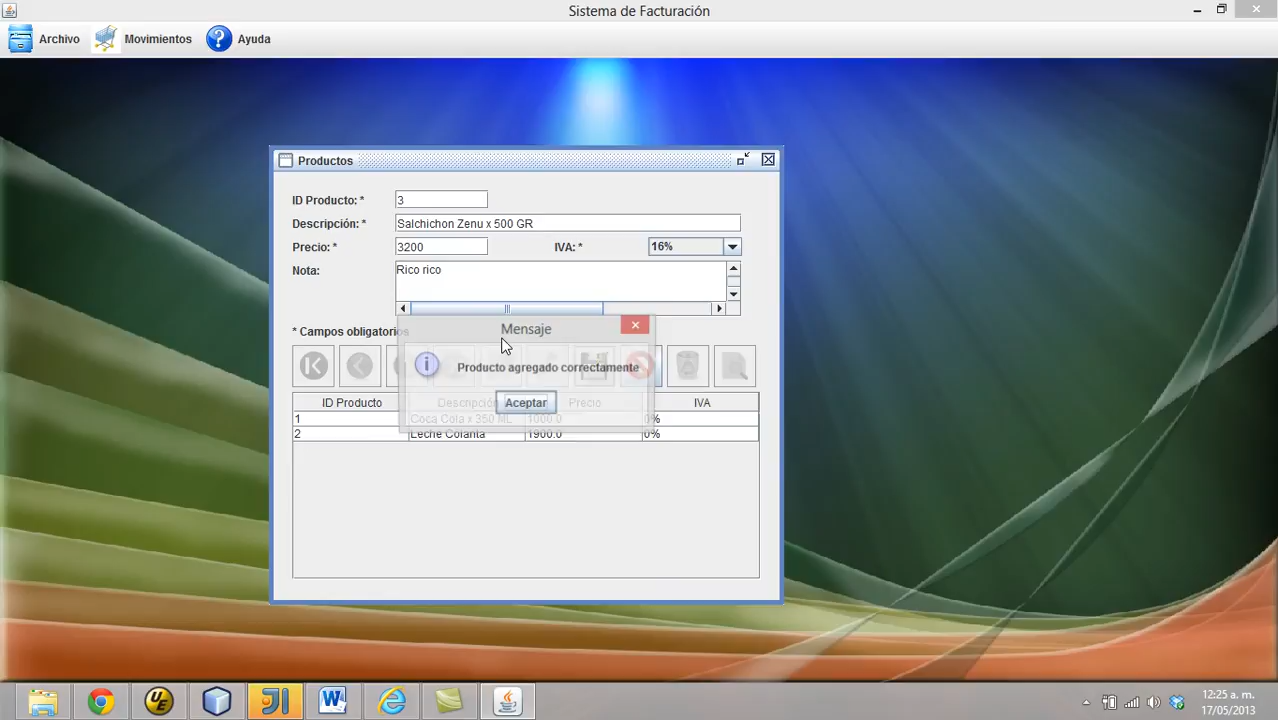 Sistema de Facturación
Archivo Movimientos Ayuda
Productos
ID Producto: * 3
Descripción: * Salchichon Zenu x 500 GR
Precio: * 3200 IVA: * 16%
Nota: Rico rico
* Campos obligatorios
Mensaje
Producto agregado correctamente
Aceptar
ID Producto Descripción Precio IVA
1 Coca Cola x 350 ML 1000.0 0%
2 Leche Colanta 1900.0 0%
12:25 a.m.
17/05/2013